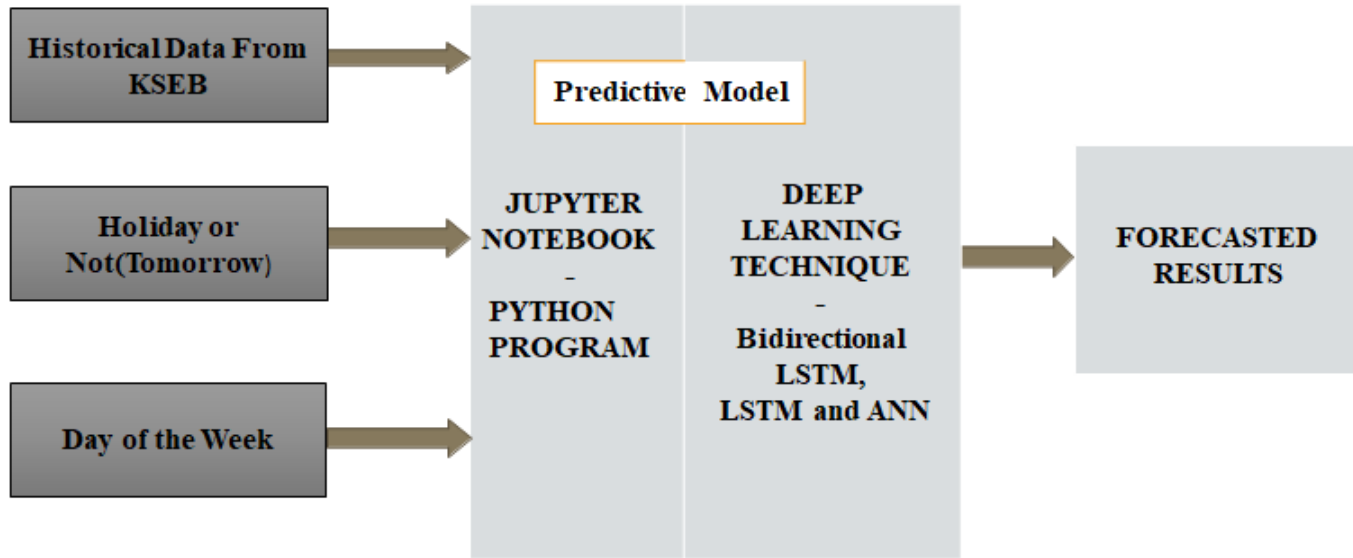 Historical Data From
KSEB
Holiday or
Not(Tomorrow)
Day of the Week
Predictive Model
JUPYTER
NOTEBOOK
-
PYTHON
PROGRAM
DEEP
LEARNING
TECHNIQUE
-
Bidirectional
LSTM,
LSTM and ANN
FORECASTED
RESULTS